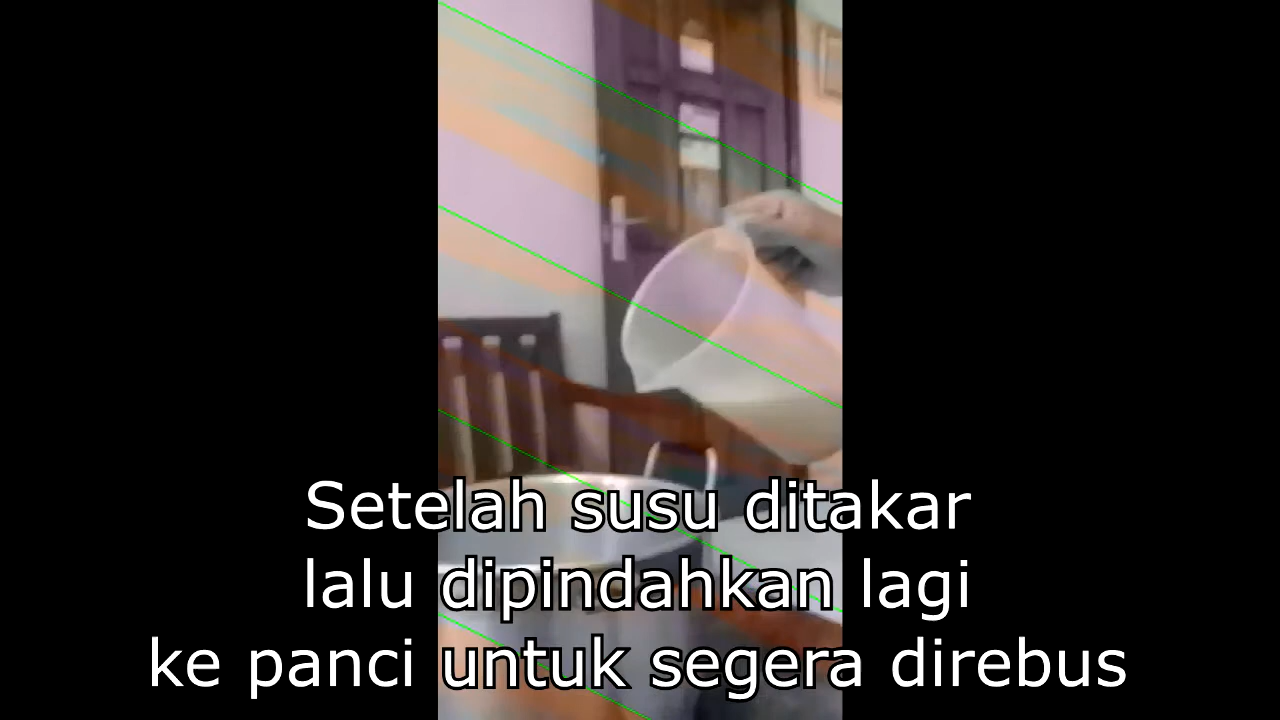 Setelah susu ditakar
lalu dipindahkan lagi
ke panci untuk segera direbus